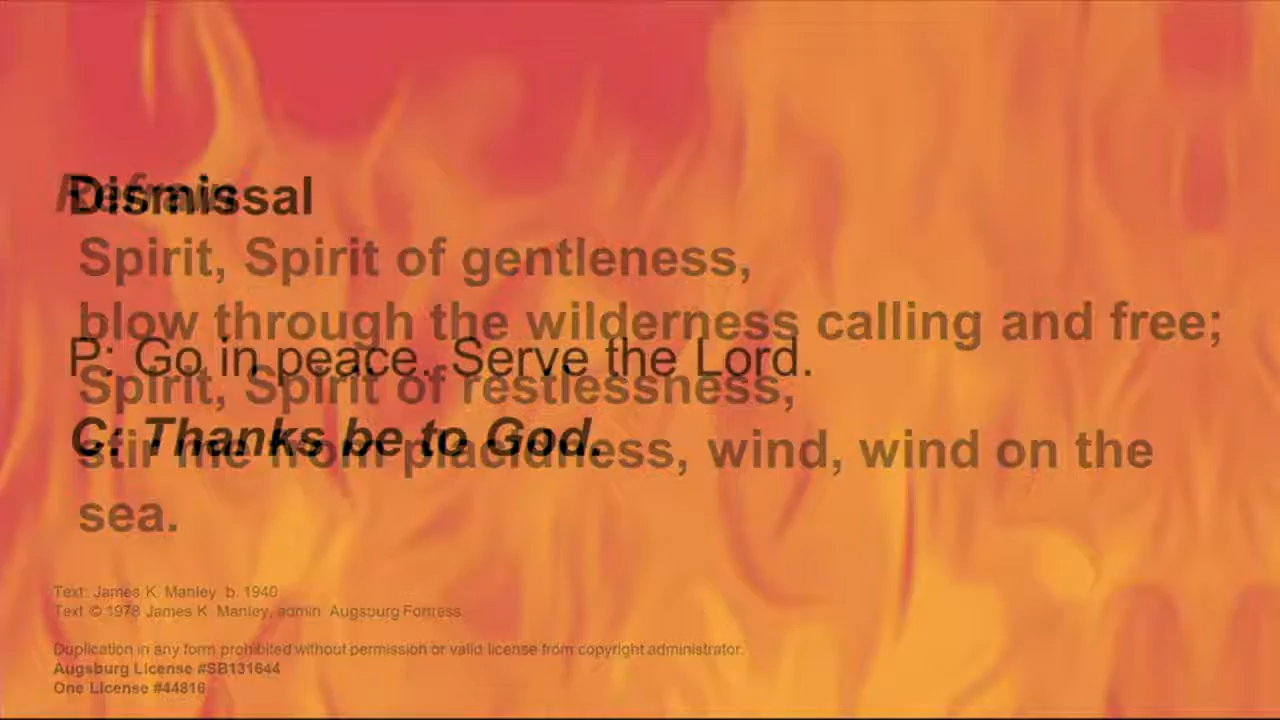 Refrain
Dismissal
Spirit, Spirit of gentleness,
blow through the wilderness calling and free;
P: Go in peace. Serve the Lord.
Spirit, Spirit of restlessness,
C: Thanks be to God.
stir me from placidness, wind, wind on the
sea.
Text: James K. Manley, b. 1940
Text © 1978 James K. Manley, admin. Augsburg Fortress.
Duplication in any form prohibited without permission or valid license from copyright administrator.
Augsburg License #SB131644
One License #44816